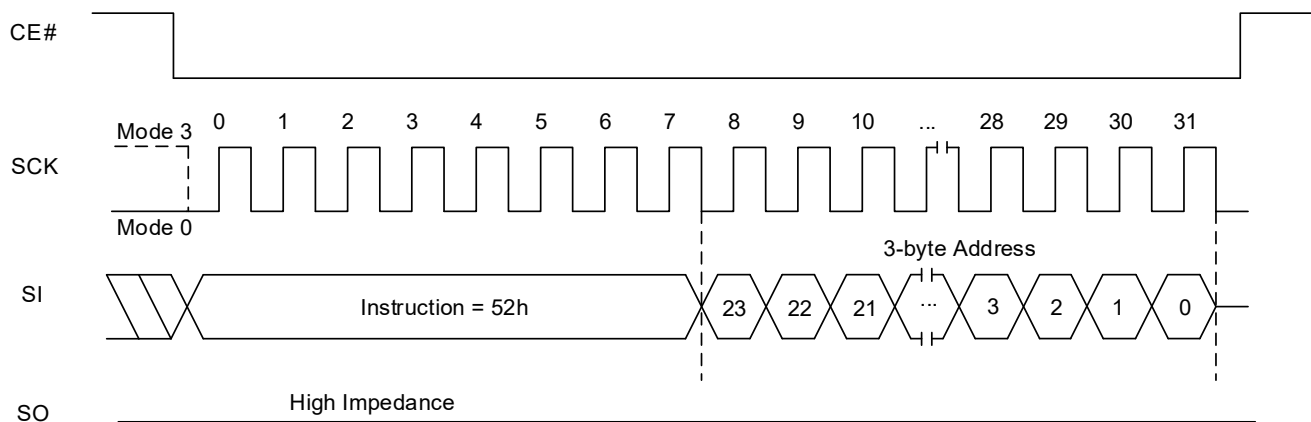 CE#
0 1 2 3 4 5 6 7 8 9 10 ... 28 29 30 31
Mode 3
SCK
Mode 0
3-byte Address
SI
Instruction = 52h 23 22 21 ... 3 2 1 0
High Impedance
SO